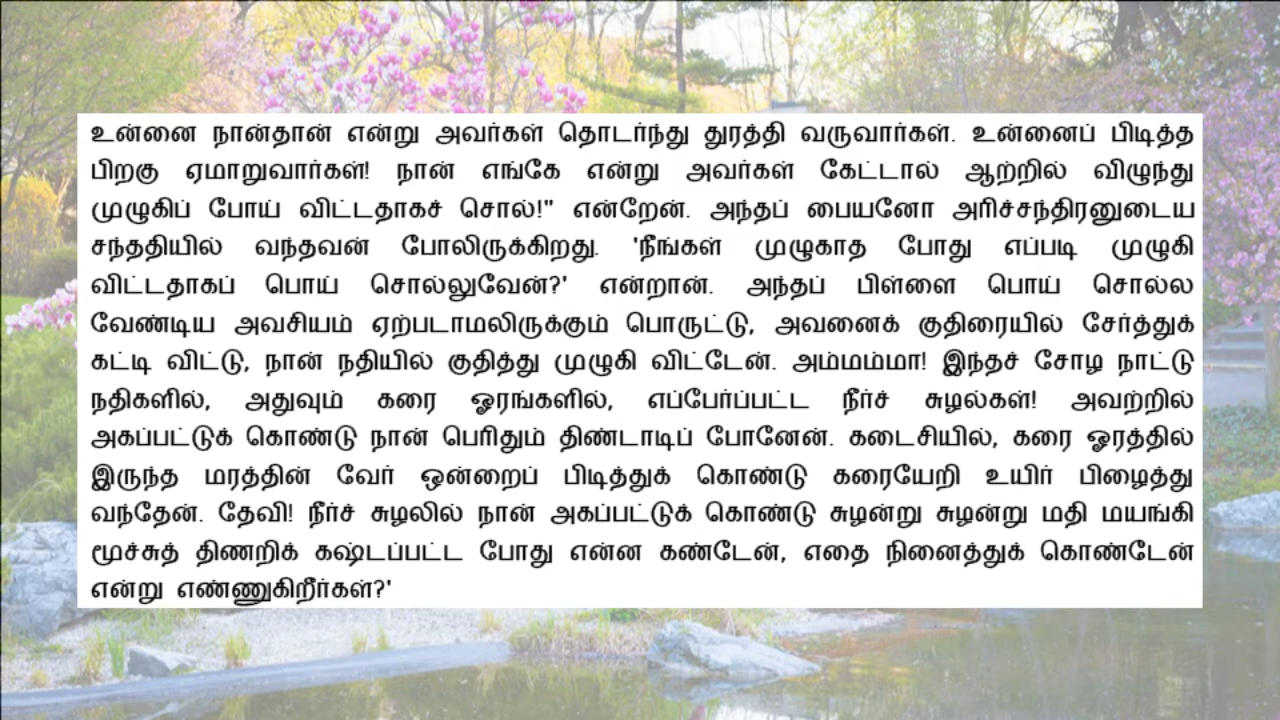 உன்னை நான்தான் என்று அவர்கள் தொடர்ந்து துரத்தி வருவார்கள். உன்னைப் பிடித்த
பிறகு ஏமாறுவார்கள்! நான் எங்கே என்று அவர்கள் கேட்டால் ஆற்றில் விழுந்து
முழுகிப் போய் விட்டதாகச் சொல்!" என்றேன். அந்தப் பையனோ அரிச்சந்திரனுடைய
சந்ததியில் வந்தவன் போலிருக்கிறது. 'நீங்கள் முழுகாத போது எப்படி முழுகி
விட்டதாகப் பொய் சொல்லுவேன்?' என்றான். அந்தப் பிள்ளை பொய் சொல்ல
வேண்டிய அவசியம் ஏற்படாமலிருக்கும் பொருட்டு, அவனைக் குதிரையில் சேர்த்துக்
கட்டி விட்டு, நான் நதியில் குதித்து முழுகி விட்டேன். அம்மம்மா! இந்தச் சோழ நாட்டு
நதிகளில், அதுவும் கரை ஓரங்களில், எப்பேர்ப்பட்ட நீர்ச் சுழல்கள்! அவற்றில்
அகப்பட்டுக் கொண்டு நான் பெரிதும் திண்டாடிப் போனேன். கடைசியில், கரை ஓரத்தில்
இருந்த மரத்தின் வேர் ஒன்றைப் பிடித்துக் கொண்டு கரையேறி உயிர் பிழைத்து
வந்தேன். தேவி! நீர்ச் சுழலில் நான் அகப்பட்டுக் கொண்டு சுழன்று சுழன்று மதி மயங்கி
மூச்சுத் திணறிக் கஷ்டப்பட்ட போது என்ன கண்டேன், எதை நினைத்துக் கொண்டேன்
என்று எண்ணுகிறீர்கள்?'